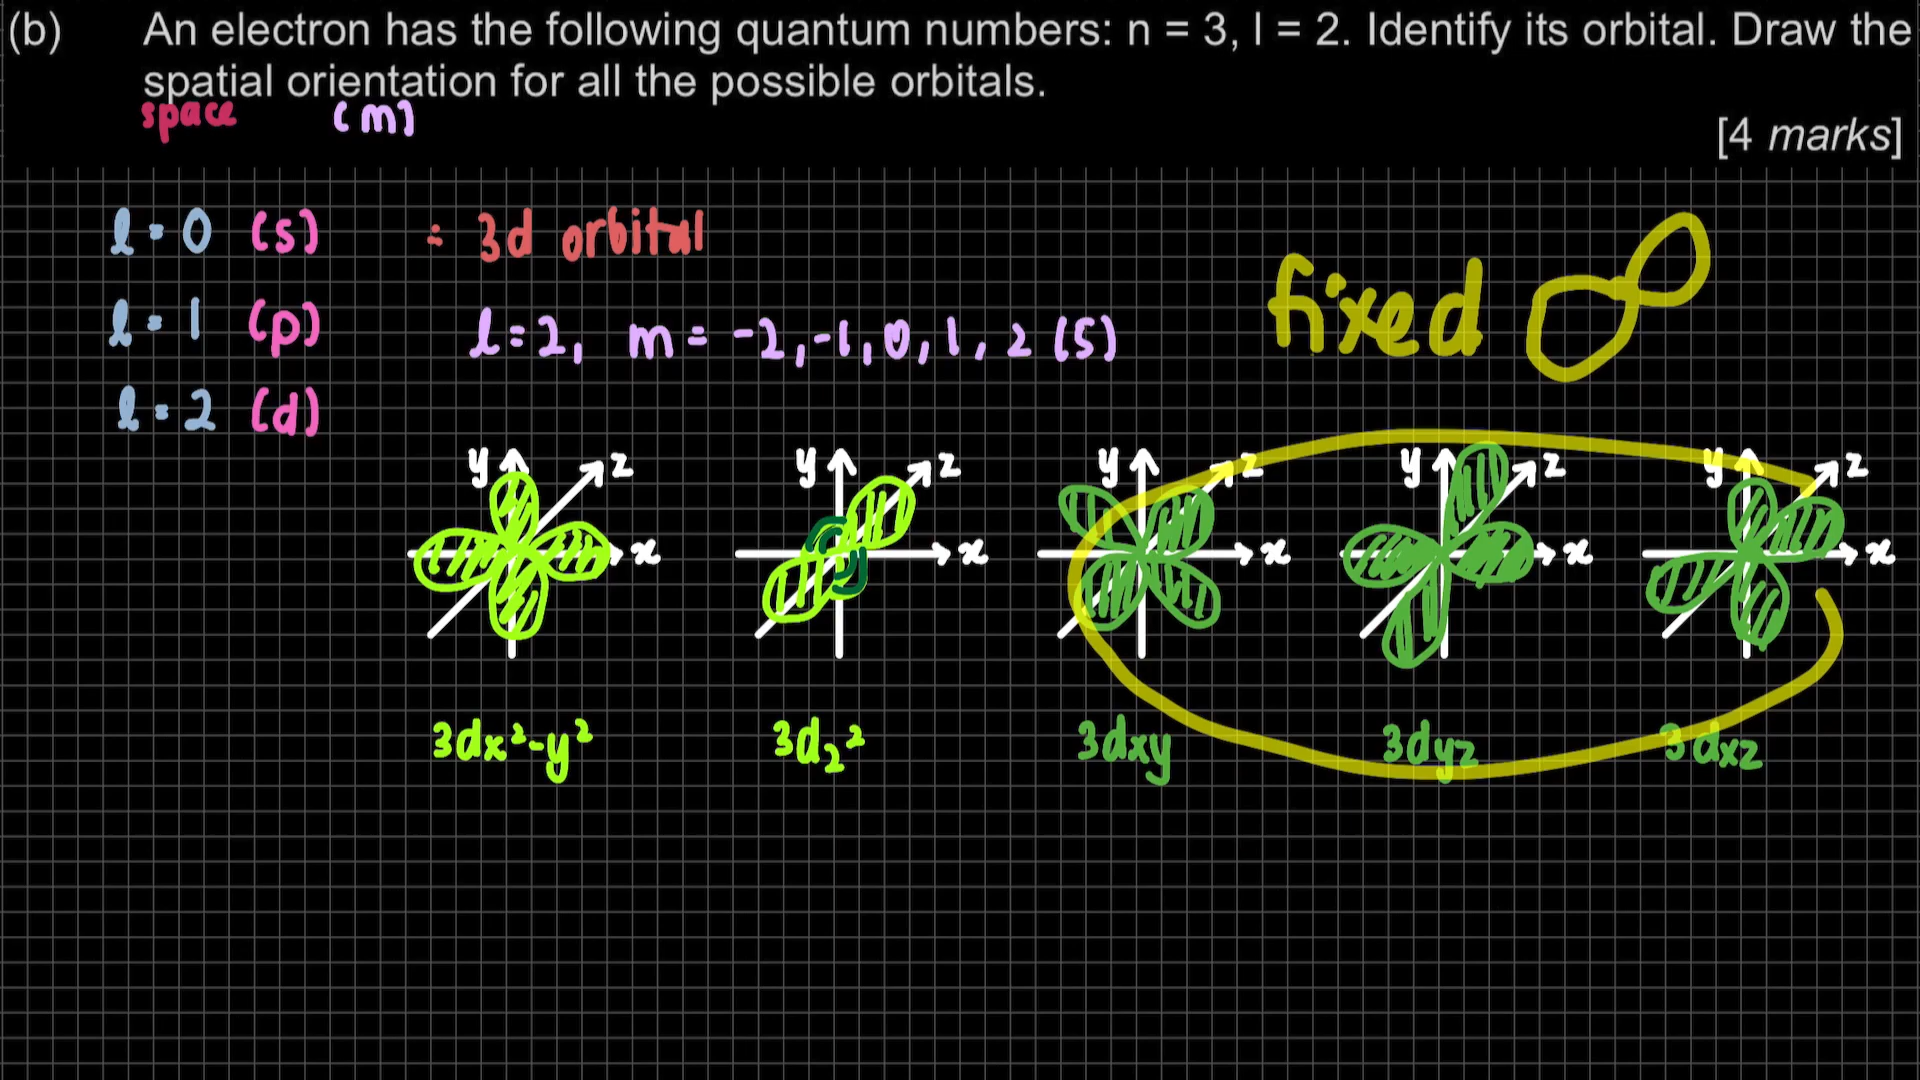 (b) An electron has the following quantum numbers: n = 3, l = 2. Identify its orbital. Draw the
spatial orientation for all the possible orbitals.
space (m)
[4 marks]
l = 0 (s) ∴ 3d orbital
fixed
l = 1 (p) l = 2, m = -2, -1, 0, 1, 2 (5)
l = 2 (d)
y z y z y z y z y z
x x x x x
3dx²-y² 3dz² 3dxy 3dyz 3dxz